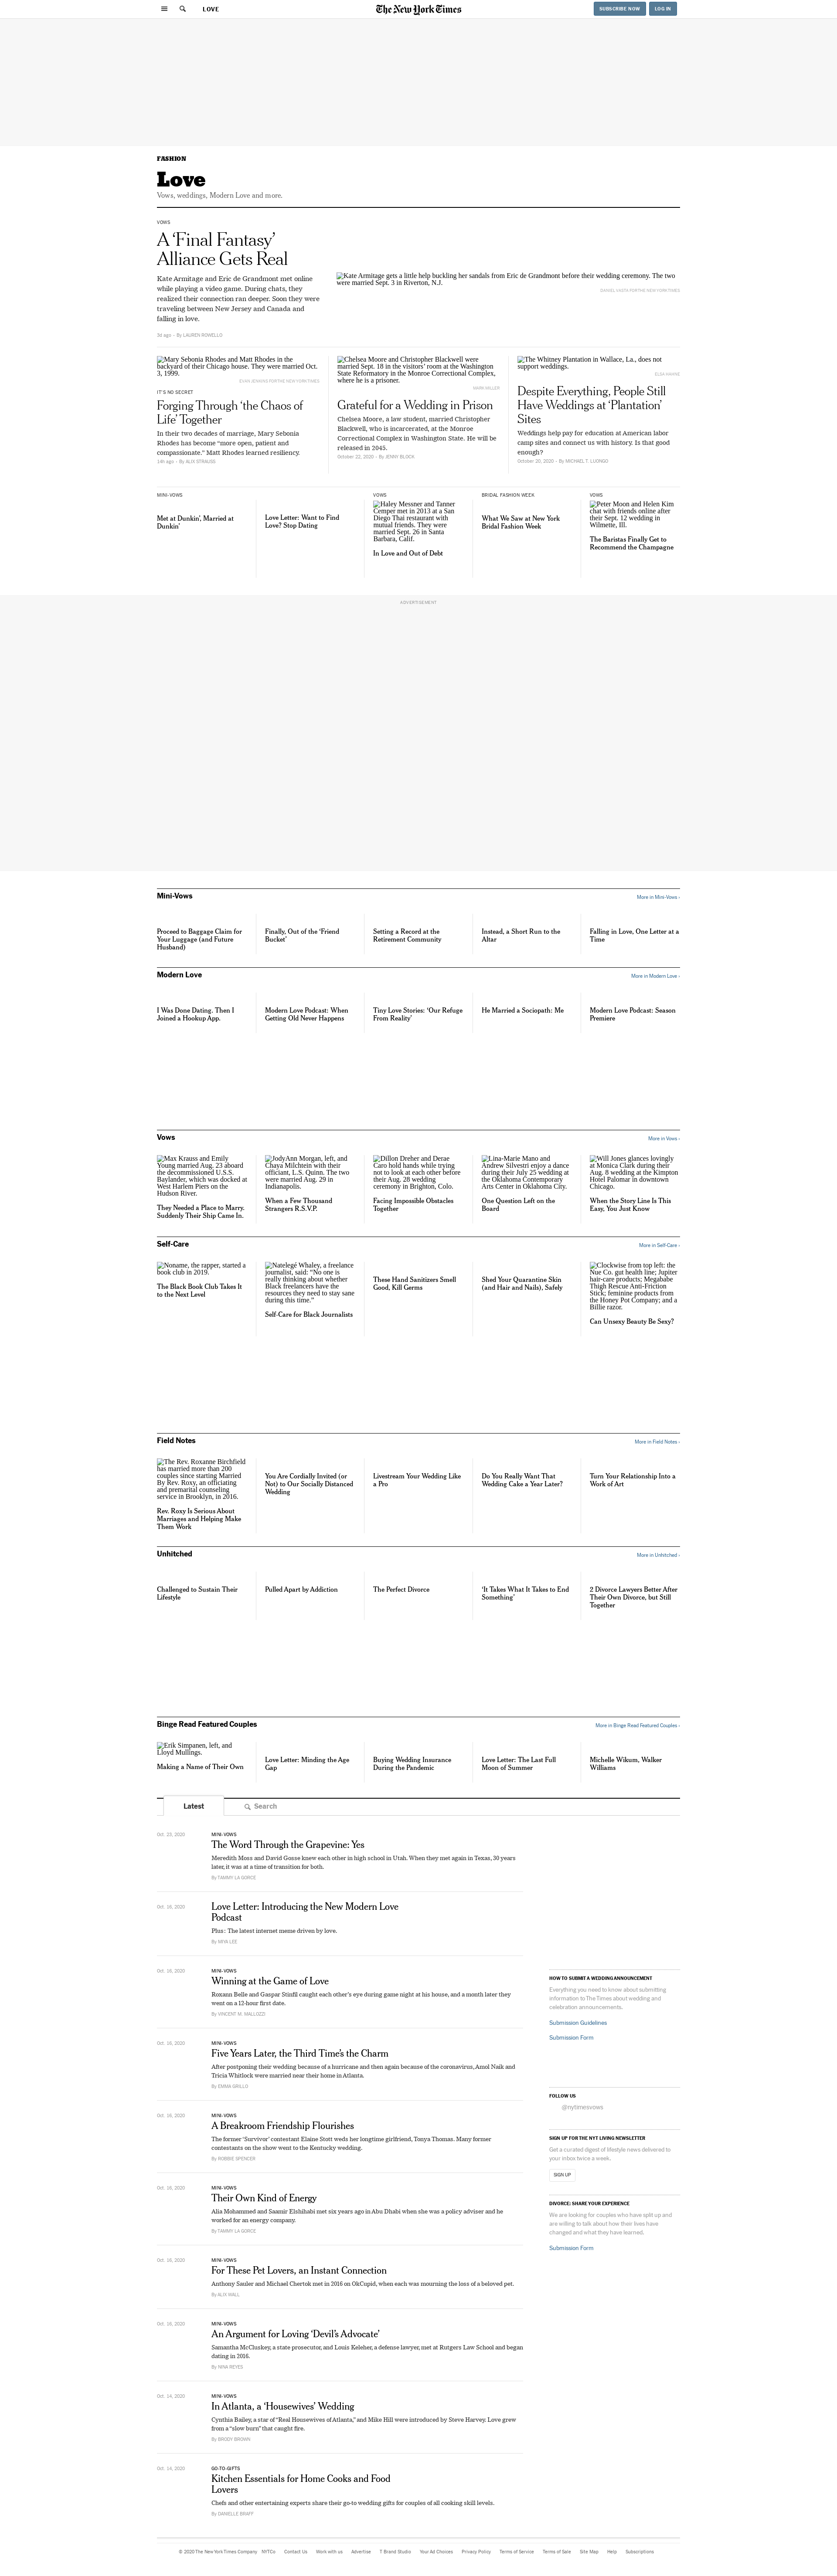 LOVE
The New York Times
SUBSCRIBE NOW
LOG IN
FASHION
Love
Vows, weddings, Modern Love and more.
VOWS
A ‘Final Fantasy’
Alliance Gets Real
Kate Armitage and Eric de Grandmont met online
while playing a video game. During chats, they
realized their connection ran deeper. Soon they were
traveling between New Jersey and Canada and
falling in love.
3d ago – By LAUREN ROWELLO
Kate Armitage gets a little help buckling her sandals from Eric de Grandmont before their wedding ceremony. The two
were married Sept. 3 in Riverton, N.J.
Mary Sebonia Rhodes and Matt Rhodes in the
backyard of their Chicago house. They were married Oct.
3, 1999.
EVAN JENKINS FOR THE NEW YORK TIMES
IT’S NO SECRET
Forging Through ‘the Chaos of
Life’ Together
In their two decades of marriage, Mary Sebonia
Rhodes has become “more open, patient and
compassionate.” Matt Rhodes learned resiliency.
14h ago – By ALIX STRAUSS
Chelsea Moore and Christopher Blackwell were
married Sept. 18 in the visitors’ room at the Washington
State Reformatory in the Monroe Correctional Complex,
where he is a prisoner.
MARK MILLER
Grateful for a Wedding in Prison
Chelsea Moore, a law student, married Christopher
Blackwell, who is incarcerated, at the Monroe
Correctional Complex in Washington State. He will be
released in 2045.
October 22, 2020 – By JENNY BLOCK
The Whitney Plantation in Wallace, La., does not
support weddings.
ELSA HAHNE
Despite Everything, People Still
Have Weddings at ‘Plantation’
Sites
Weddings help pay for education at American labor
camp sites and connect us with history. Is that good
enough?
October 20, 2020 – By MICHAEL T. LUONGO
MINI-VOWS
Met at Dunkin’, Married at
Dunkin’
Love Letter: Want to Find
Love? Stop Dating
VOWS
Haley Messner and Tanner
Cemper met in 2013 at a San
Diego Thai restaurant with
mutual friends. They were
married Sept. 26 in Santa
Barbara, Calif.
In Love and Out of Debt
BRIDAL FASHION WEEK
What We Saw at New York
Bridal Fashion Week
VOWS
Peter Moon and Helen Kim
chat with friends online after
their Sept. 12 wedding in
Wilmette, Ill.
The Baristas Finally Get to
Recommend the Champagne
ADVERTISEMENT
Mini-Vows
More in Mini-Vows ›
Proceed to Baggage Claim for
Your Luggage (and Future
Husband)
Finally, Out of the ‘Friend
Bucket’
Setting a Record at the
Retirement Community
Instead, a Short Run to the
Altar
Falling in Love, One Letter at a
Time
Modern Love
More in Modern Love ›
I Was Done Dating. Then I
Joined a Hookup App.
Modern Love Podcast: When
Getting Old Never Happens
Tiny Love Stories: ‘Our Refuge
From Reality’
He Married a Sociopath: Me
Modern Love Podcast: Season
Premiere
Vows
More in Vows ›
Max Krauss and Emily
Young married Aug. 23 aboard
the decommissioned U.S.S.
Baylander, which was docked
at West Harlem Piers on the
Hudson River.
They Needed a Place to Marry.
Suddenly Their Ship Came In.
JodyAnn Morgan, left, and
Chaya Milchtein with their
officiant, L.S. Quinn. The two
were married Aug. 29 in
Indianapolis.
When a Few Thousand
Strangers R.S.V.P.
Dillon Dreher and Derae
Caro hold hands while trying
not to look at each other before
their Aug. 28 wedding
ceremony in Brighton, Colo.
Facing Impossible Obstacles
Together
Lina-Marie Mano and
Andrew Silvestri enjoy a dance
during their July 25 wedding at
the Oklahoma Contemporary
Arts Center in Oklahoma City.
One Question Left on the
Board
Will Jones glances lovingly
at Monica Clark during their
Aug. 8 wedding at the Kimpton
Hotel Palomar in downtown
Chicago.
When the Story Line Is This
Easy, You Just Know
Self-Care
More in Self-Care ›
Noname, the rapper, started a
book club in 2019.
The Black Book Club Takes It
to the Next Level
Natelegé Whaley, a freelance
journalist, said: “No one is
really thinking about whether
Black freelancers have the
resources they need to stay sane
during this time.”
Self-Care for Black Journalists
These Hand Sanitizers Smell
Good, Kill Germs
Shed Your Quarantine Skin
(and Hair and Nails), Safely
Clockwise from top left: the
Nue Co. gut health line; Jupiter
hair-care products; Megababe
Thigh Rescue Anti-Friction
Stick; feminine products from
the Honey Pot Company; and a
Billie razor.
Can Unsexy Beauty Be Sexy?
Field Notes
More in Field Notes ›
The Rev. Roxanne Birchfield
has married more than 200
couples since starting Married
By Rev. Roxy, an officiating
and premarital counseling
service in Brooklyn, in 2016.
Rev. Roxy Is Serious About
Marriages and Helping Make
Them Work
You Are Cordially Invited (or
Not) to Our Socially Distanced
Wedding
Livestream Your Wedding Like
a Pro
Do You Really Want That
Wedding Cake a Year Later?
Turn Your Relationship Into a
Work of Art
Unhitched
More in Unhitched ›
Challenged to Sustain Their
Lifestyle
Pulled Apart by Addiction
The Perfect Divorce
‘It Takes What It Takes to End
Something’
2 Divorce Lawyers Better After
Their Own Divorce, but Still
Together
Binge Read Featured Couples
More in Binge Read Featured Couples ›
Erik Simpanen, left, and
Lloyd Mullings.
Making a Name of Their Own
Love Letter: Minding the Age
Gap
Buying Wedding Insurance
During the Pandemic
Love Letter: The Last Full
Moon of Summer
Michelle Wikum, Walker
Williams
Latest
Search
Oct. 23, 2020
MINI-VOWS
The Word Through the Grapevine: Yes
Meredith Moss and David Gosse knew each other in high school in Utah. When they met again in Texas, 30 years
later, it was at a time of transition for both.
By TAMMY LA GORCE
Oct. 16, 2020
Love Letter: Introducing the New Modern Love
Podcast
Plus: The latest internet meme driven by love.
By MIYA LEE
Oct. 16, 2020
MINI-VOWS
Winning at the Game of Love
Roxann Belle and Gaspar Stinfil caught each other’s eye during game night at his house, and a month later they
went on a 12-hour first date.
By VINCENT M. MALLOZZI
Oct. 16, 2020
MINI-VOWS
Five Years Later, the Third Time’s the Charm
After postponing their wedding because of a hurricane and then again because of the coronavirus, Amol Naik and
Tricia Whitlock were married near their home in Atlanta.
By EMMA GRILLO
Oct. 16, 2020
MINI-VOWS
A Breakroom Friendship Flourishes
The former ‘Survivor’ contestant Elaine Stott weds her longtime girlfriend, Tonya Thomas. Many former
contestants on the show went to the Kentucky wedding.
By ROBBIE SPENCER
Oct. 16, 2020
MINI-VOWS
Their Own Kind of Energy
Alia Mohammed and Saamir Elshihabi met six years ago in Abu Dhabi when she was a policy adviser and he
worked for an energy company.
By TAMMY LA GORCE
Oct. 16, 2020
MINI-VOWS
For These Pet Lovers, an Instant Connection
Anthony Sauler and Michael Chertok met in 2016 on OkCupid, when each was mourning the loss of a beloved pet.
By ALIX WALL
Oct. 16, 2020
MINI-VOWS
An Argument for Loving ‘Devil’s Advocate’
Samantha McCluskey, a state prosecutor, and Louis Keleher, a defense lawyer, met at Rutgers Law School and began
dating in 2016.
By NINA REYES
Oct. 14, 2020
MINI-VOWS
In Atlanta, a ‘Housewives’ Wedding
Cynthia Bailey, a star of “Real Housewives of Atlanta,” and Mike Hill were introduced by Steve Harvey. Love grew
from a “slow burn” that caught fire.
By BRODY BROWN
Oct. 14, 2020
GO-TO-GIFTS
Kitchen Essentials for Home Cooks and Food
Lovers
Chefs and other entertaining experts share their go-to wedding gifts for couples of all cooking skill levels.
By DANIELLE BRAFF
HOW TO SUBMIT A WEDDING ANNOUNCEMENT
Everything you need to know about submitting
information to The Times about wedding and
celebration announcements.
Submission Guidelines
Submission Form
FOLLOW US
@nytimesvows
SIGN UP FOR THE NYT LIVING NEWSLETTER
Get a curated digest of lifestyle news delivered to
your inbox twice a week.
SIGN UP
DIVORCE: SHARE YOUR EXPERIENCE
We are looking for couples who have split up and
are willing to talk about how their lives have
changed and what they have learned.
Submission Form
© 2020 The New York Times Company NYTCo Contact Us Work with us Advertise T Brand Studio Your Ad Choices Privacy Policy Terms of Service Terms of Sale Site Map Help Subscriptions